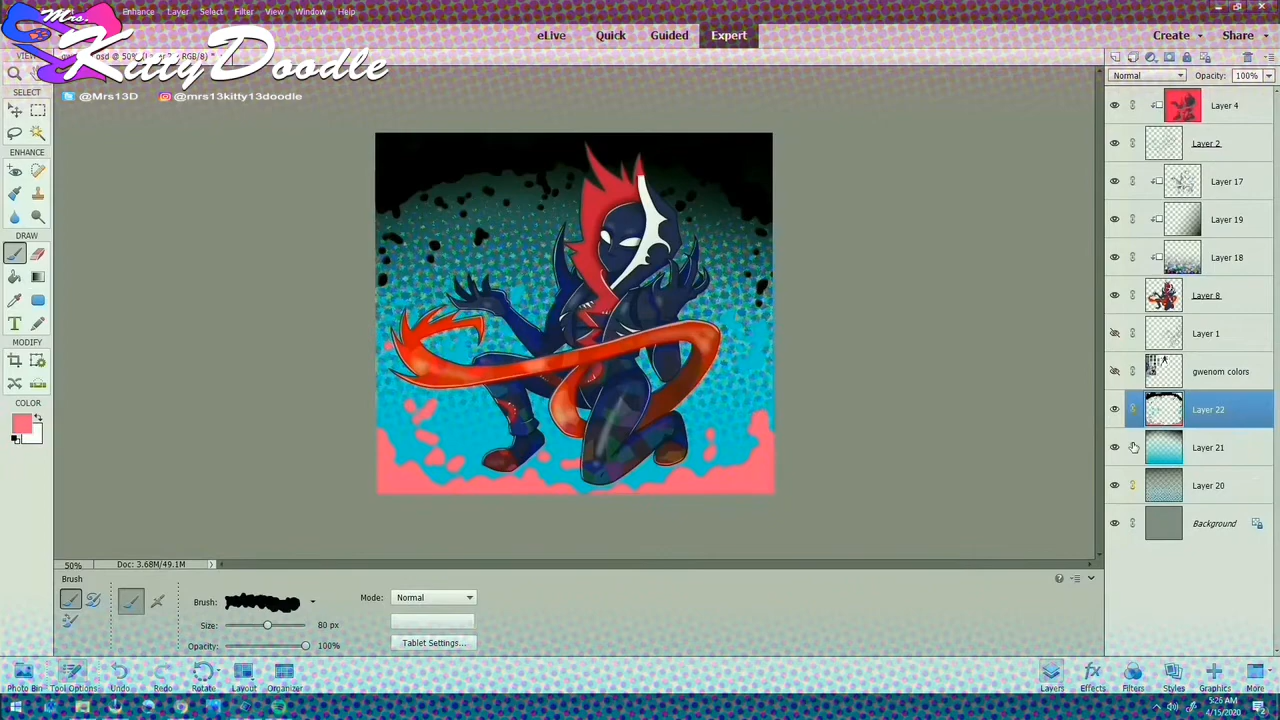 Mrs.
KittyDoodle
@Mrs13D @mrs13kitty13doodle
Enhance Layer Select Filter View Window Help
eLive Quick Guided Expert Create Share
Normal Opacity: 100%
SELECT
ENHANCE
DRAW
MODIFY
COLOR
Layer 4
Layer 2
Layer 17
Layer 19
Layer 18
Layer 8
Layer 1
gwenom colors
Layer 22
Layer 21
Layer 20
Background
50% Doc: 3.68M/49.1M
Brush
Brush: Mode: Normal
Size: 80 px
Opacity: 100% Tablet Settings...
Photo Bin Tool Options Undo Redo Rotate Layout Organizer Layers Effects Filters Styles Graphics More
5:26 AM
4/15/2020